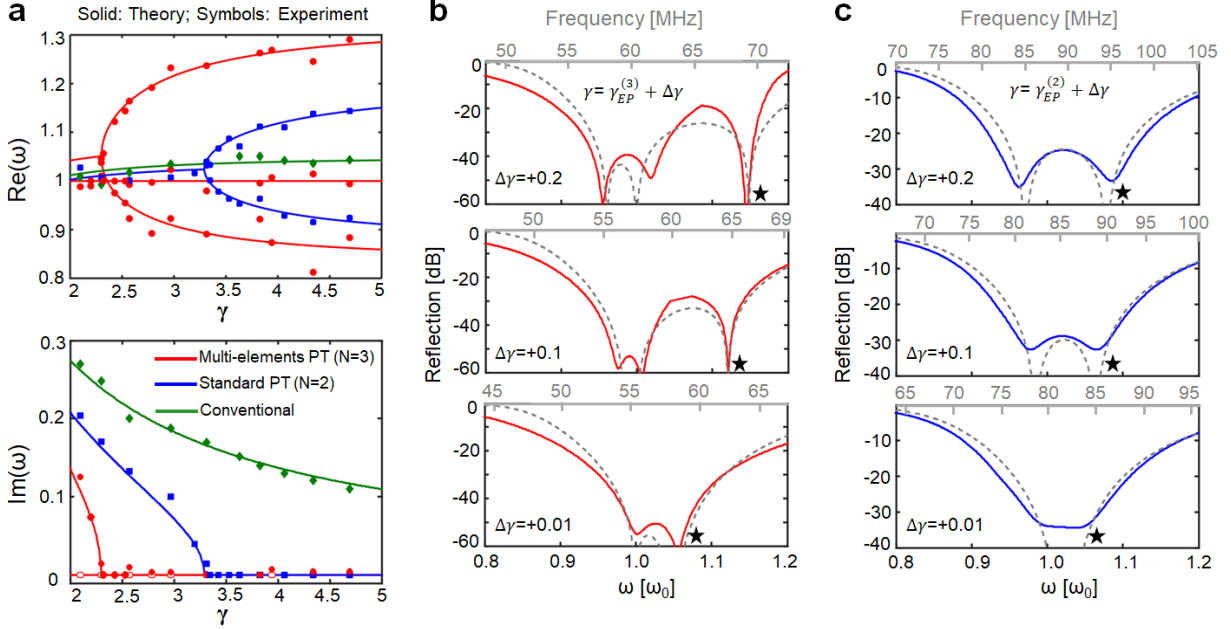 a
Solid: Theory; Symbols: Experiment
1.3
1.2
1.1
1
0.9
0.8
Re(ω)
2 2.5 3 3.5 4 4.5 5
γ
0.3
0.2
0.1
0
Im(ω)
Multi-elements PT (N=3)
Standard PT (N=2)
Conventional
2 2.5 3 3.5 4 4.5 5
γ
b
Frequency [MHz]
50 55 60 65 70
0
-20
-40
-60
γ= γ_EP^(3) + Δγ
Δγ=+0.2
★
50 55 60 65 69
0
-20
-40
-60
Reflection [dB]
Δγ=+0.1
★
45 50 55 60 65
0
-20
-40
-60
Δγ=+0.01
★
0.8 0.9 1.0 1.1 1.2
ω [ω₀]
c
Frequency [MHz]
70 75 80 85 90 95 100 105
0
-10
-20
-30
-40
γ= γ_EP^(2) + Δγ
Δγ=+0.2
★
70 75 80 85 90 95 100
-10
-20
-30
-40
Reflection [dB]
Δγ=+0.1
★
65 70 75 80 85 90 95
-10
-20
-30
-40
Δγ=+0.01
★
0.8 0.9 1.0 1.1 1.2
ω [ω₀]